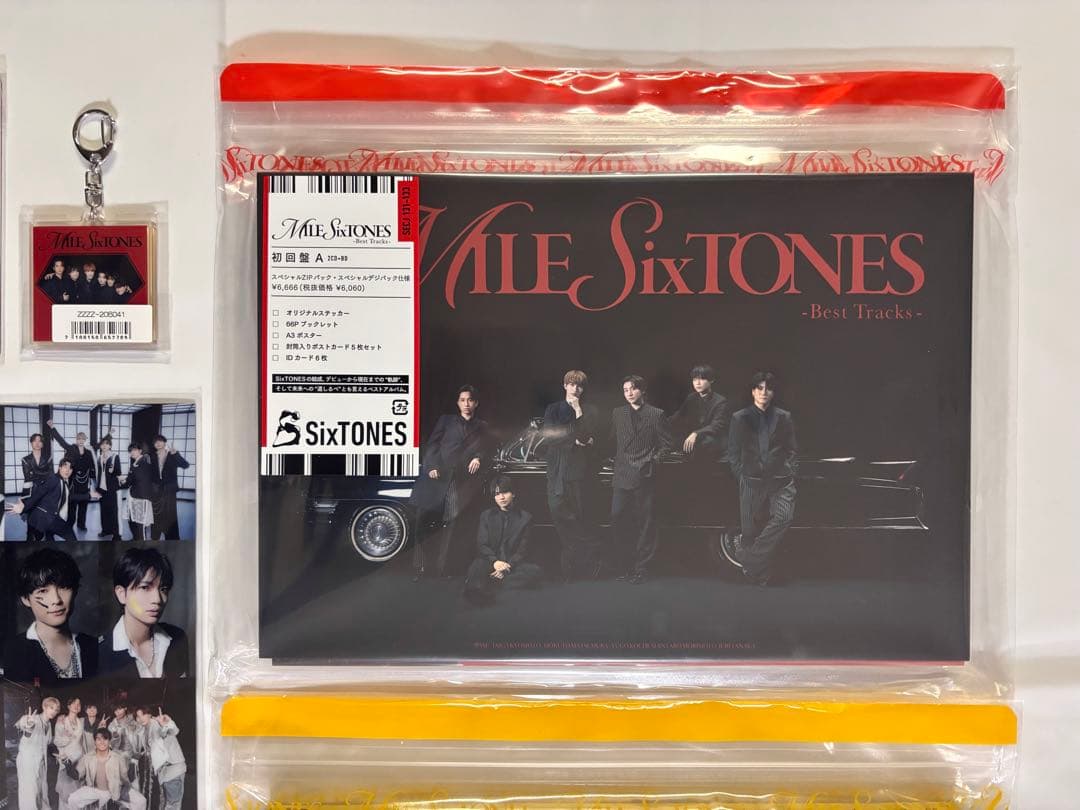 MILE SixTONES
ZZZZ-206041
MILE SixTONES
-Best Tracks-
SECJ 131-133
初回盤 A 2CD+BD
スペシャルZIPパック・スペシャルデジパック仕様
¥6,666(税抜価格 ¥6,060)
□ オリジナルステッカー
□ 66P ブックレット
□ A3 ポスター
□ 封筒入りポストカード5枚セット
□ IDカード6枚
SixTONESの結成、デビューから現在までの“軌跡”、
そして未来への“道しるべ”とも言えるベストアルバム。
SixTONES
MILE SixTONES
-Best Tracks-